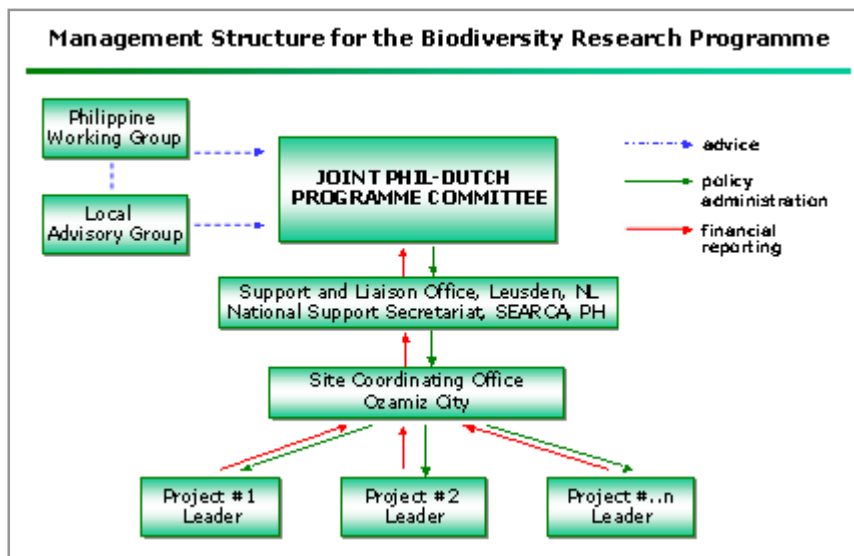 Management Structure for the Biodiversity Research Programme
Philippine
Working Group
Local
Advisory Group
JOINT PHIL-DUTCH
PROGRAMME COMMITTEE
advice
policy
administration
financial
reporting
Support and Liaison Office, Leusden, NL
National Support Secretariat, SEARCA, PH
Site Coordinating Office
Ozamiz City
Project #1
Leader
Project #2
Leader
Project #..n
Leader